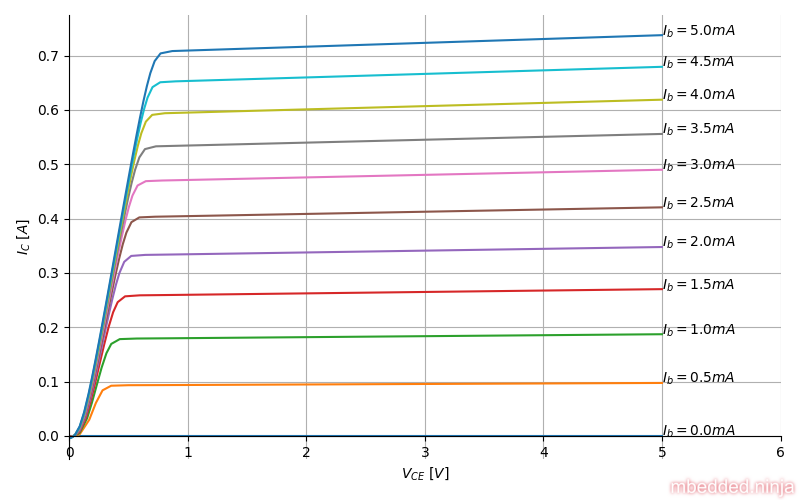 I_b = 5.0mA
0.7
I_b = 4.5mA
0.6
I_b = 4.0mA
I_b = 3.5mA
0.5
I_b = 3.0mA
I_C [A]
0.4
I_b = 2.5mA
I_b = 2.0mA
0.3
I_b = 1.5mA
0.2
I_b = 1.0mA
0.1
I_b = 0.5mA
0.0
I_b = 0.0mA
0 1 2 3 4 5 6
V_CE [V]
mbedded.ninja